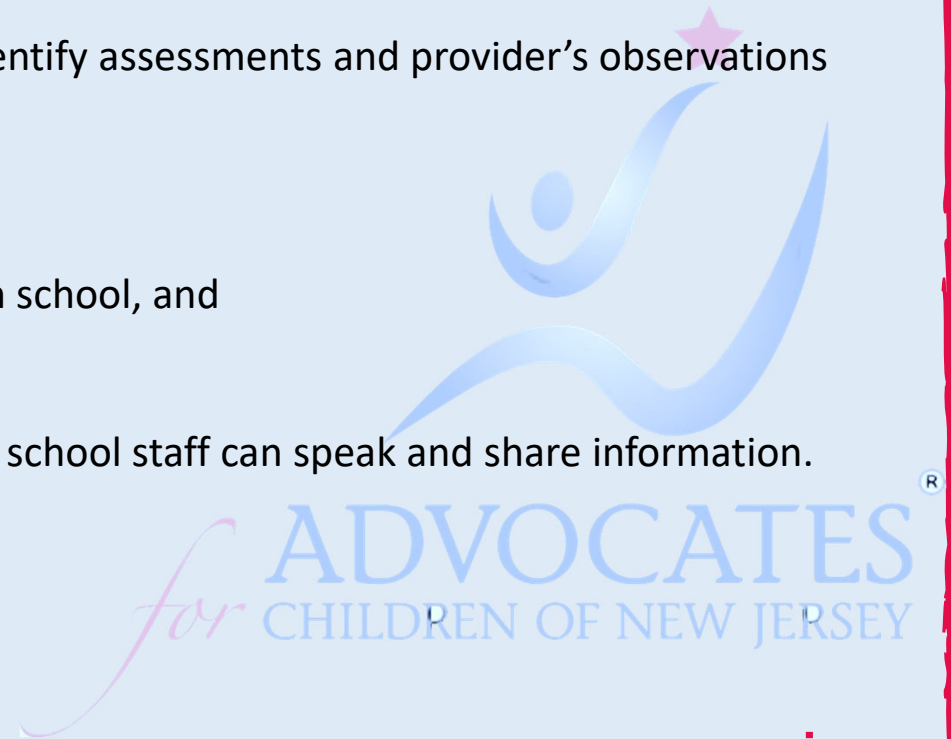 entify assessments and provider’s observations
school, and
school staff can speak and share information.
®
for ADVOCATES
CHILDREN OF NEW JERSEY